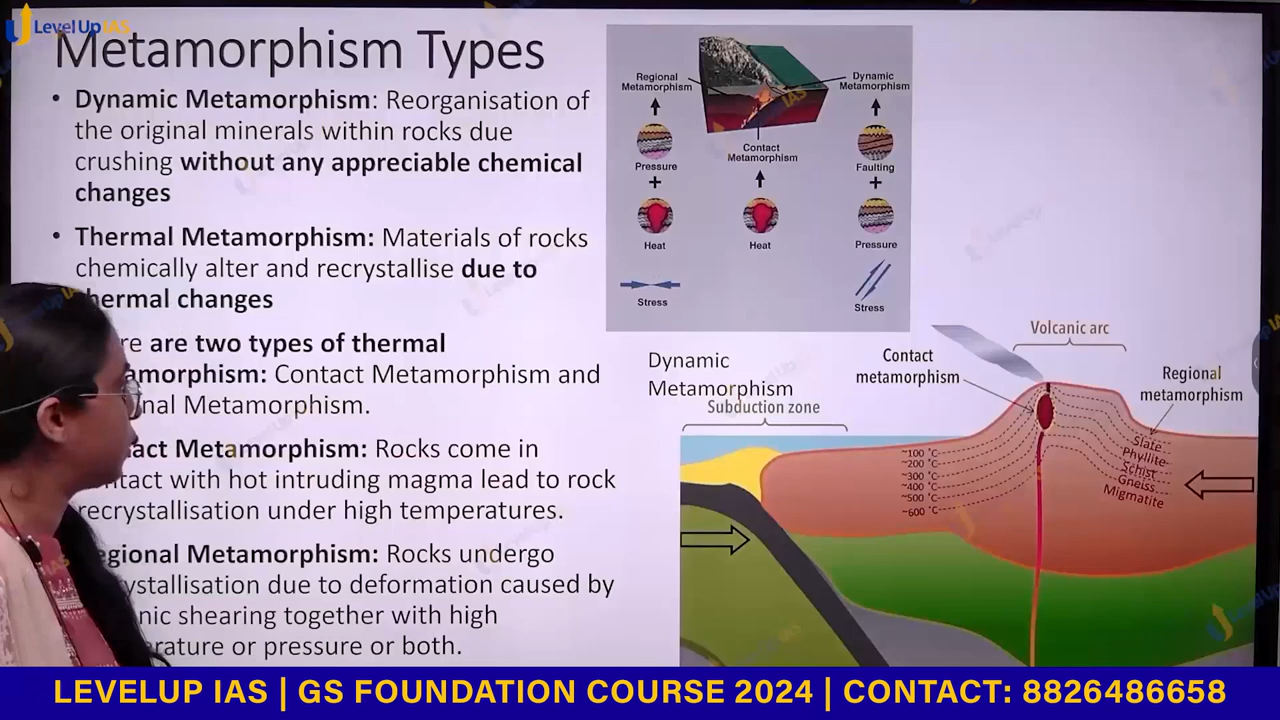 LevelUp IAS
Metamorphism Types
• Dynamic Metamorphism: Reorganisation of
the original minerals within rocks due
crushing without any appreciable chemical
changes
• Thermal Metamorphism: Materials of rocks
chemically alter and recrystallise due to
hermal changes
re are two types of thermal
amorphism: Contact Metamorphism and
nal Metamorphism.
tact Metamorphism: Rocks come in
ntact with hot intruding magma lead to rock
recrystallisation under high temperatures.
egional Metamorphism: Rocks undergo
ystallisation due to deformation caused by
onic shearing together with high
erature or pressure or both.
Regional
Metamorphism
Dynamic
Metamorphism
Contact
Metamorphism
Pressure
Faulting
+
+
Heat
Heat
Pressure
Stress
Stress
Dynamic
Metamorphism
Subduction zone
Contact
metamorphism
Volcanic arc
Regional
metamorphism
~100 °C
~200 °C
~300 °C
~400 °C
~500 °C
~600 °C
Slate
Phyllite
Schist
Gneiss
Migmatite
LEVELUP IAS | GS FOUNDATION COURSE 2024 | CONTACT: 8826486658